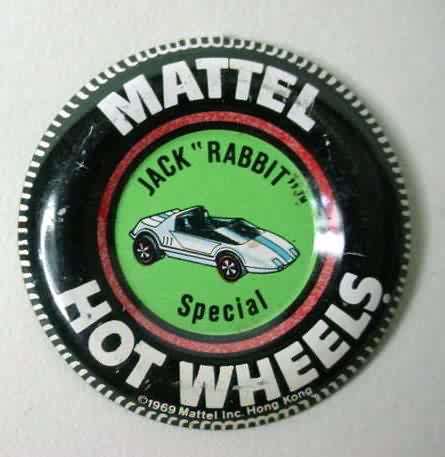 MATTEL
JACK "RABBIT"™
Special
HOT WHEELS®
©1969 Mattel Inc. Hong Kong